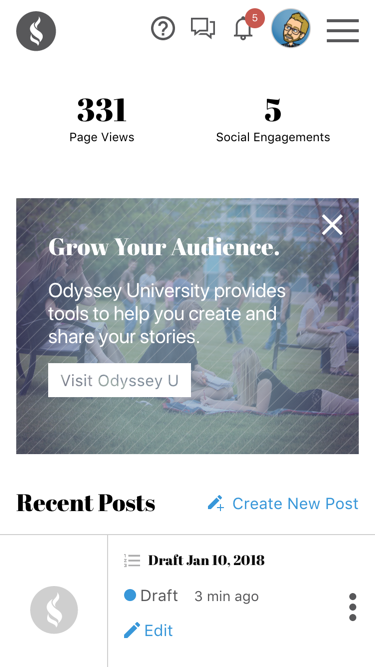 5
331
5
Page Views
Social Engagements
Grow Your Audience.
Odyssey University provides
tools to help you create and
share your stories.
Visit Odyssey U
Recent Posts
Create New Post
Draft Jan 10, 2018
Draft
3 min ago
Edit